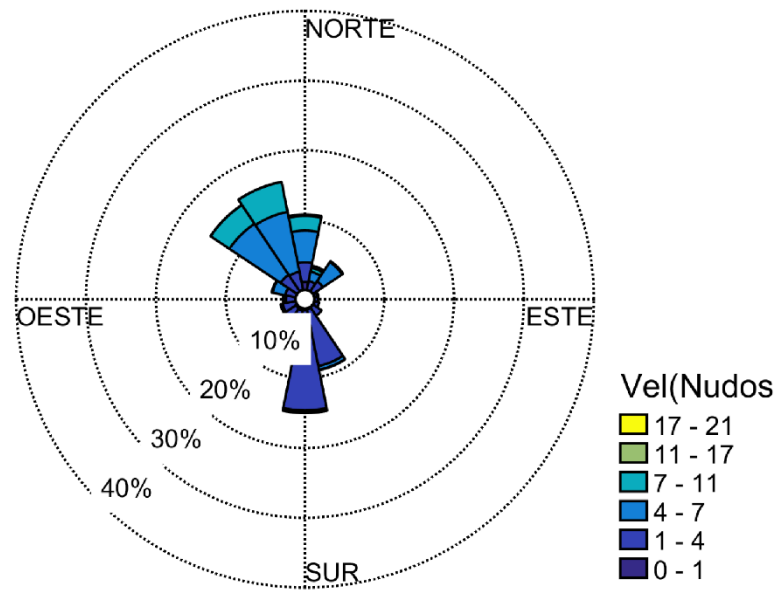 NORTE
OESTE
ESTE
10%
20%
30%
40%
SUR
Vel(Nudos
17 - 21
11 - 17
7 - 11
4 - 7
1 - 4
0 - 1